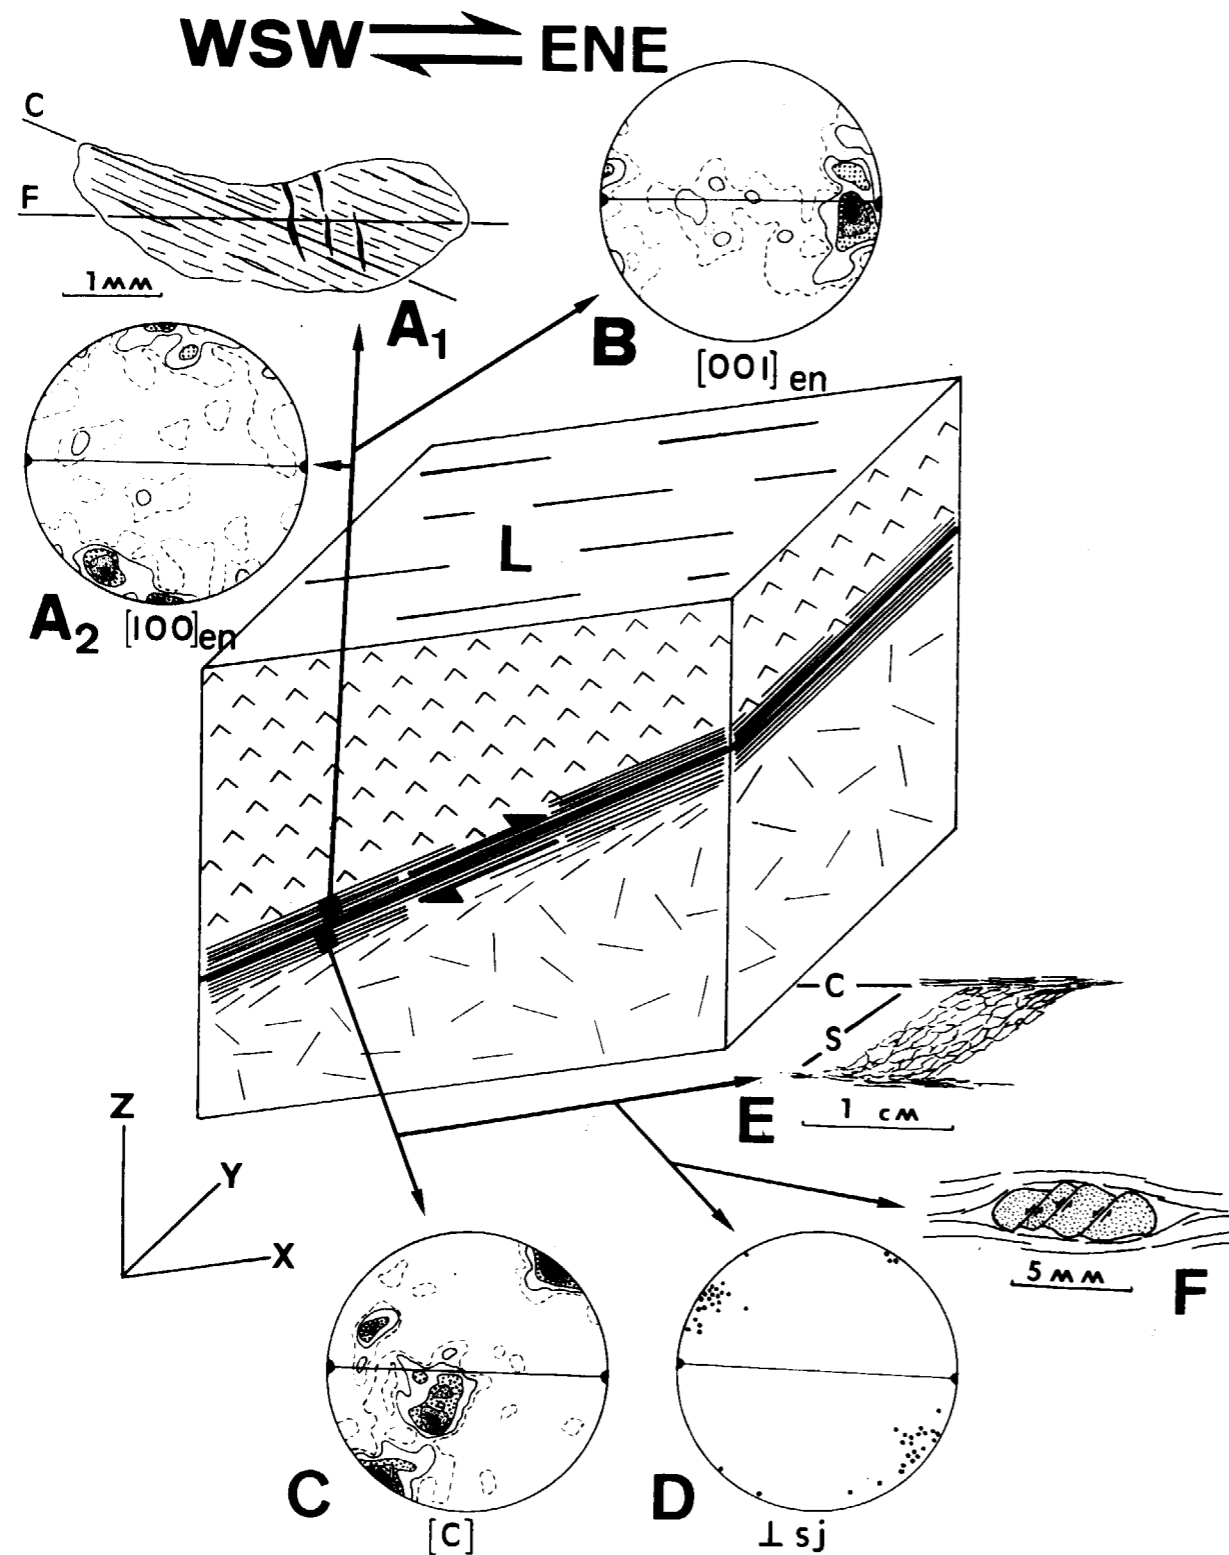 WSW ENE
C
F
1mm
A1
B
[001] en
A2 [100]en
L
C
S
E 1 cm
Z
Y
X
5mm
F
C
[C]
D
⊥ sj